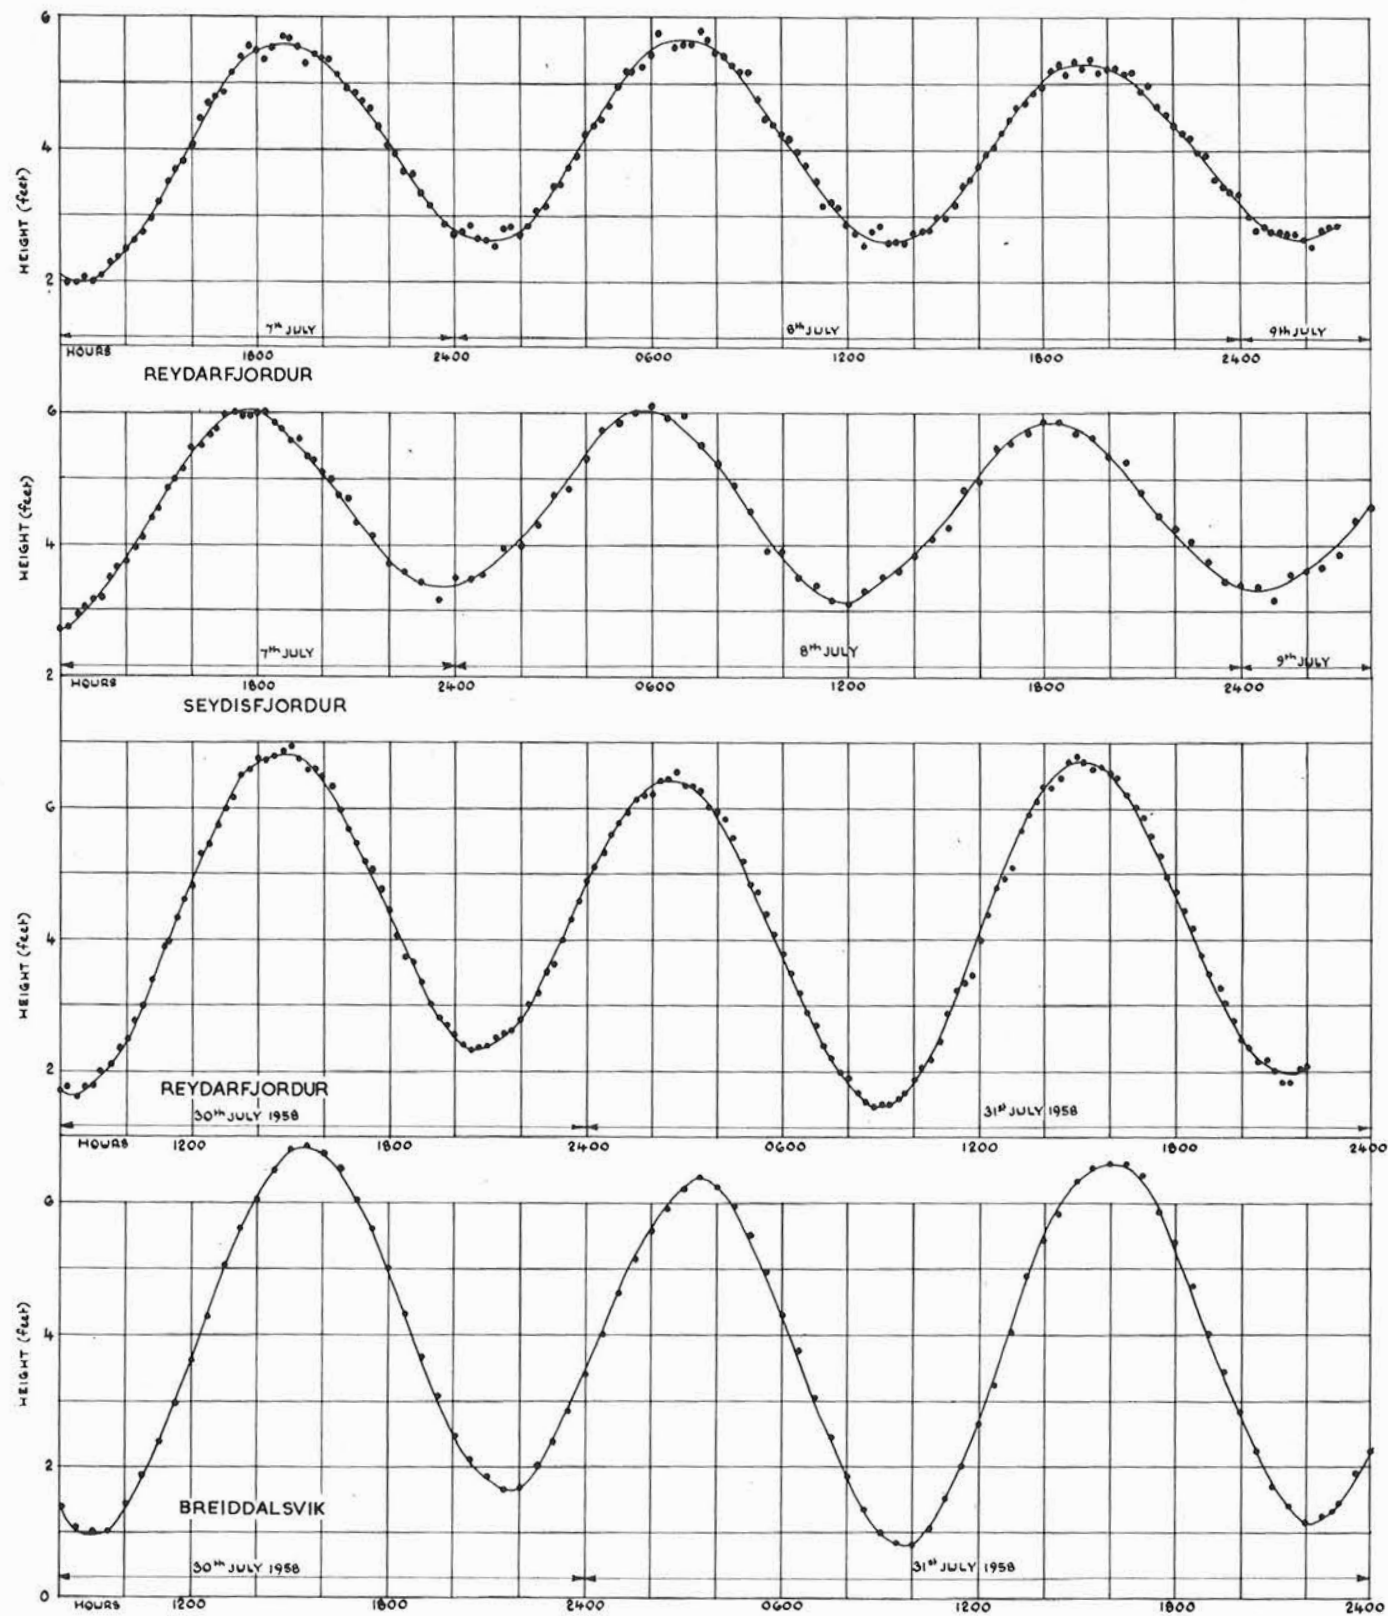 6
4
2
HEIGHT (feet)
7th JULY 8th JULY 9th JULY
HOURS 1800 2400 0600 1200 1800 2400
REYDARFJORDUR
6
4
2
HEIGHT (feet)
7th JULY 8th JULY 9th JULY
HOURS 1800 2400 0600 1200 1800 2400
SEYDISFJORDUR
6
4
2
HEIGHT (feet)
REYDARFJORDUR
30th JULY 1958 31st JULY 1958
HOURS 1200 1800 2400 0600 1200 1800 2400
6
4
2
0
HEIGHT (feet)
BREIDDALSVIK
30th JULY 1958 31st JULY 1958
HOURS 1200 1800 2400 0600 1200 1800 2400